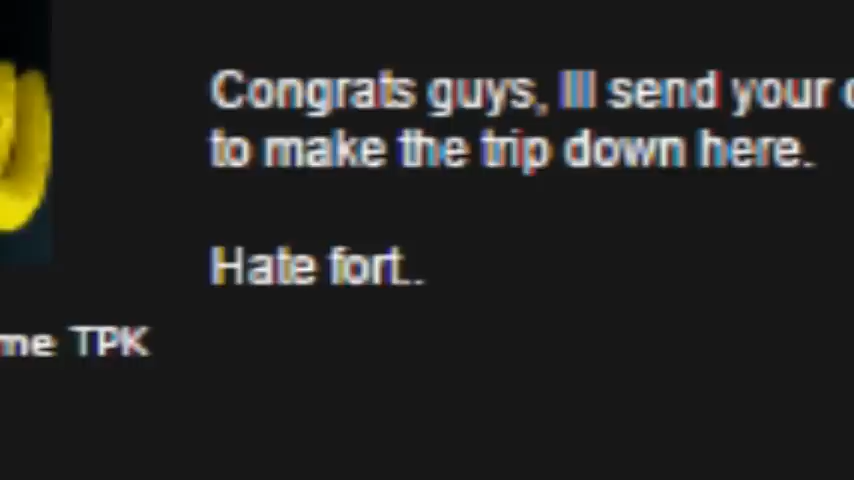 Congrats guys, Ill send your
to make the trip down here.
Hate fort..
me TPK